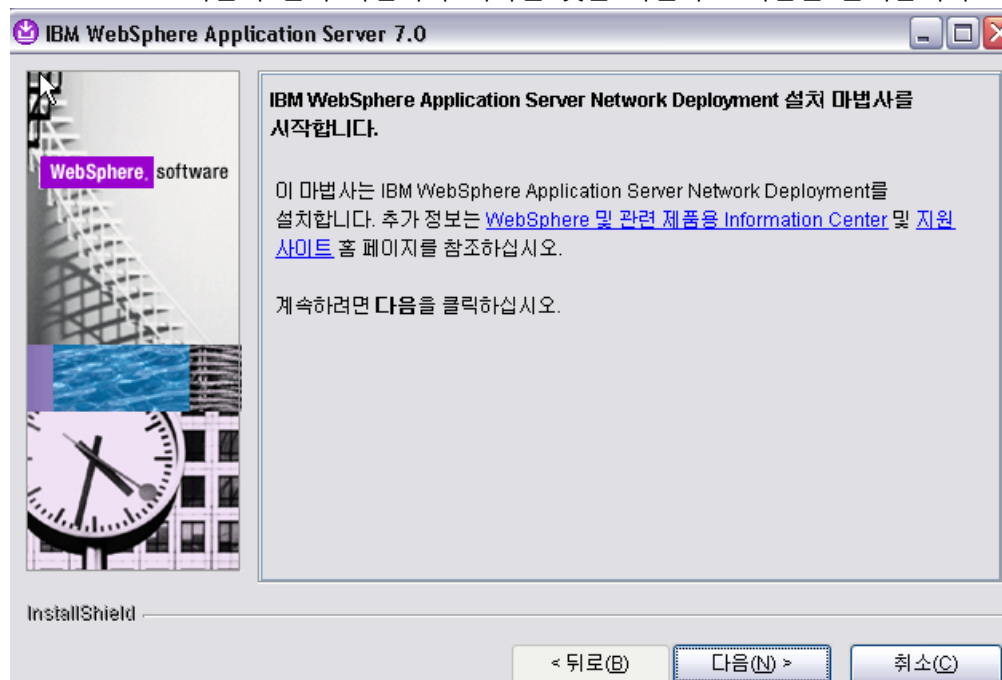 IBM WebSphere Application Server 7.0
WebSphere. software
IBM WebSphere Application Server Network Deployment 설치 마법사를
시작합니다.
이 마법사는 IBM WebSphere Application Server Network Deployment를
설치합니다. 추가 정보는 WebSphere 및 관련 제품용 Information Center 및 지원
사이트 홈 페이지를 참조하십시오.
계속하려면 다음을 클릭하십시오.
InstallShield
< 뒤로(B)
다음(N) >
취소(C)